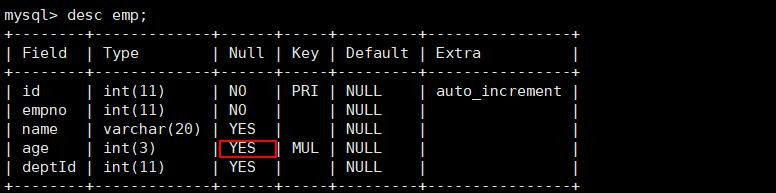 mysql> desc emp;
+--------+-------------+------+-----+---------+----------------+
| Field  | Type        | Null | Key | Default | Extra          |
+--------+-------------+------+-----+---------+----------------+
| id     | int(11)     | NO   | PRI | NULL    | auto_increment |
| empno  | int(11)     | NO   |     | NULL    |                |
| name   | varchar(20) | YES  |     | NULL    |                |
| age    | int(3)      | YES  | MUL | NULL    |                |
| deptId | int(11)     | YES  |     | NULL    |                |
+--------+-------------+------+-----+---------+----------------+